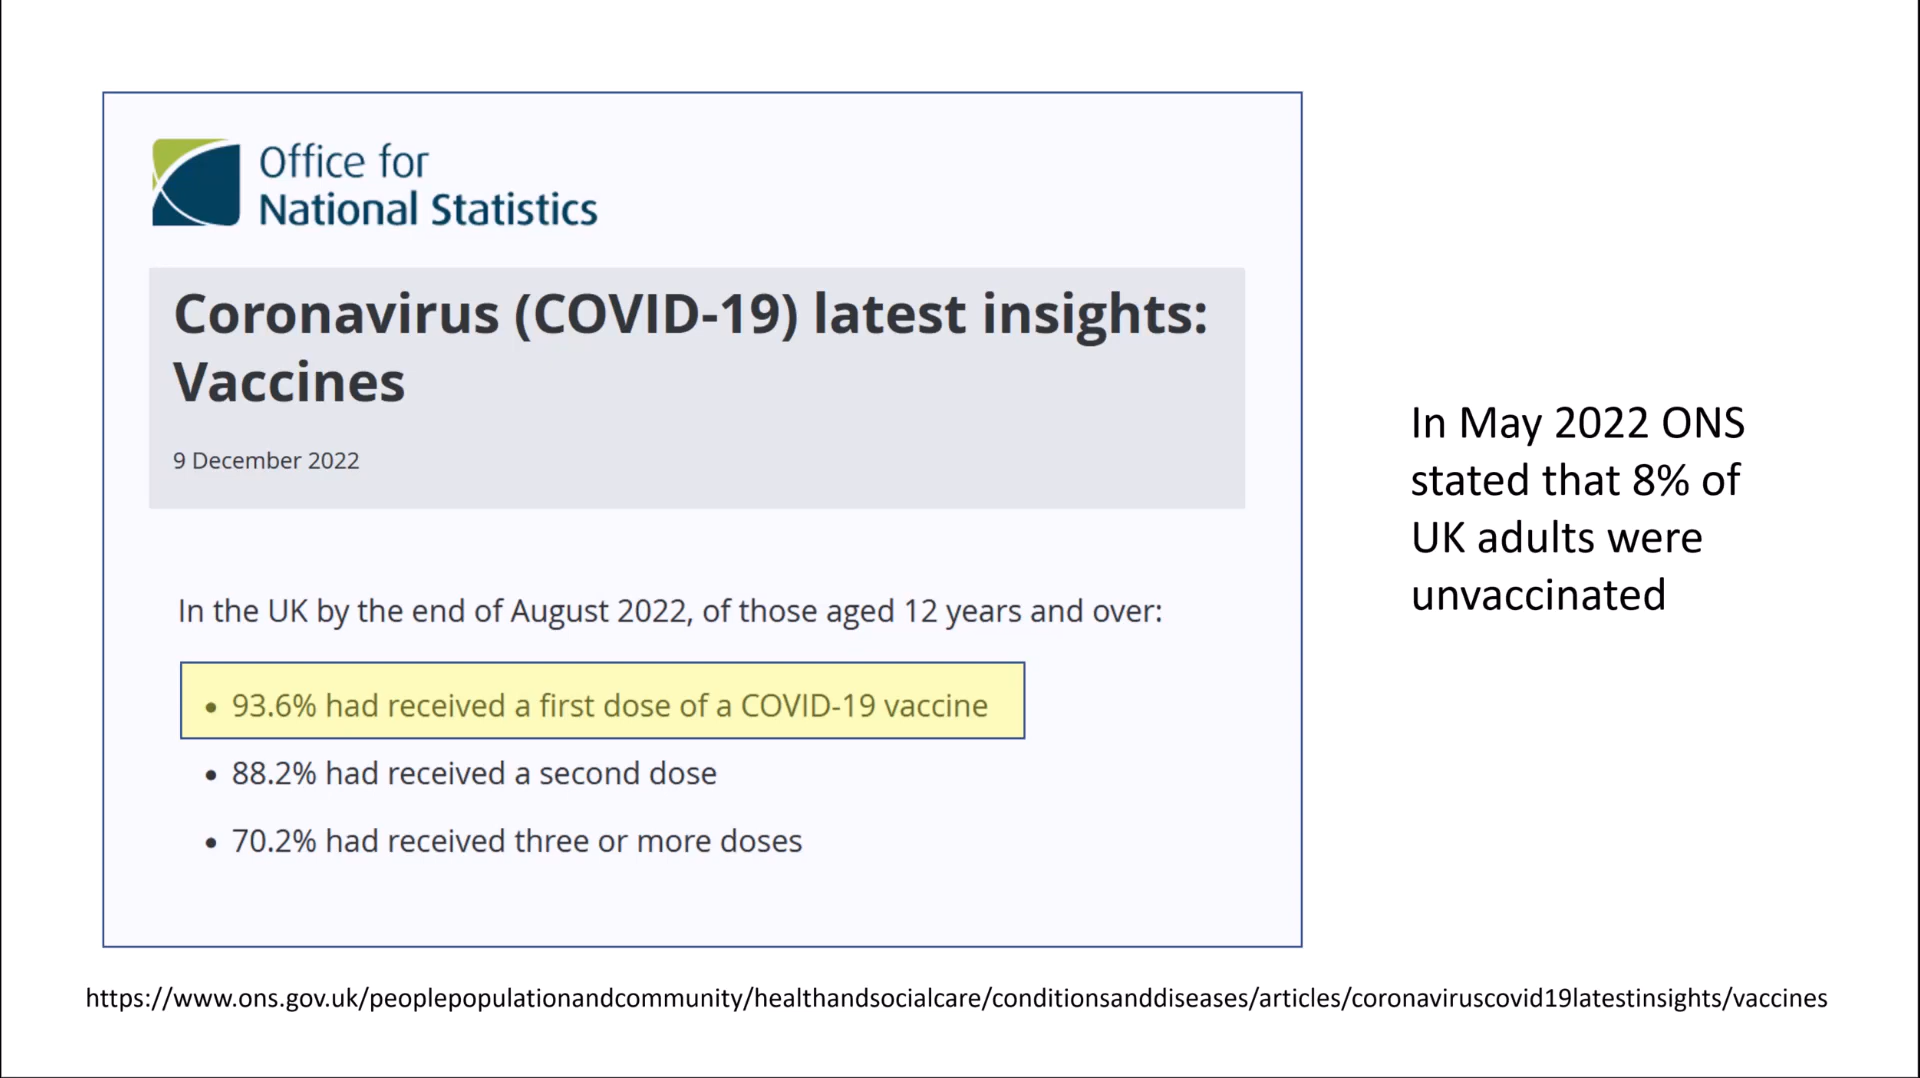 Office for
National Statistics
Coronavirus (COVID-19) latest insights:
Vaccines
9 December 2022
In the UK by the end of August 2022, of those aged 12 years and over:
• 93.6% had received a first dose of a COVID-19 vaccine
• 88.2% had received a second dose
• 70.2% had received three or more doses
In May 2022 ONS
stated that 8% of
UK adults were
unvaccinated
https://www.ons.gov.uk/peoplepopulationandcommunity/healthandsocialcare/conditionsanddiseases/articles/coronaviruscovid19latestinsights/vaccines